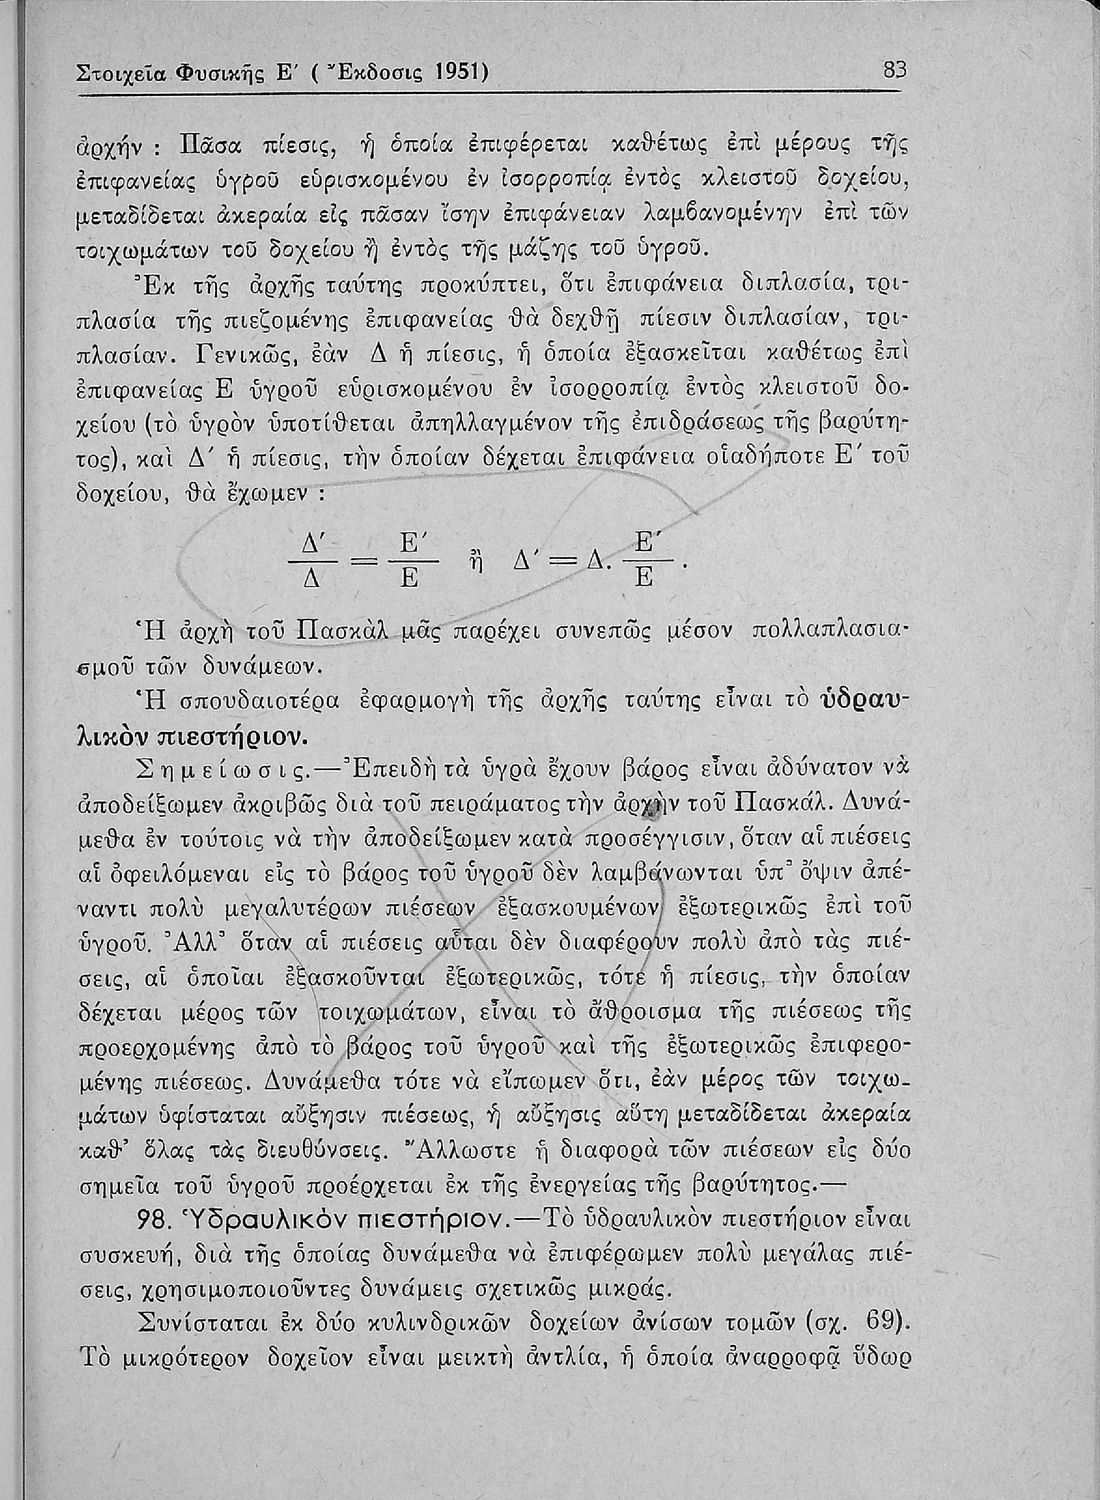 Στοιχεῖα Φυσικῆς Ε΄ ( Ἔκδοσις 1951) 83
ἀρχήν : Πᾶσα πίεσις, ἡ ὁποία ἐπιφέρεται καθέτως ἐπὶ μέρους τῆς
ἐπιφανείας ὑγροῦ εὑρισκομένου ἐν ἰσορροπίᾳ ἐντὸς κλειστοῦ δοχείου,
μεταδίδεται ἀκεραία εἰς πᾶσαν ἴσην ἐπιφάνειαν λαμβανομένην ἐπὶ τῶν
τοιχωμάτων τοῦ δοχείου ἢ ἐντὸς τῆς μάζης τοῦ ὑγροῦ.
Ἐκ τῆς ἀρχῆς ταύτης προκύπτει, ὅτι ἐπιφάνεια διπλασία, τρι-
πλασία τῆς πιεζομένης ἐπιφανείας θὰ δεχθῇ πίεσιν διπλασίαν, τρι-
πλασίαν. Γενικῶς, ἐὰν Δ ἡ πίεσις, ἡ ὁποία ἐξασκεῖται καθέτως ἐπὶ
ἐπιφανείας Ε ὑγροῦ εὑρισκομένου ἐν ἰσορροπίᾳ ἐντὸς κλειστοῦ δο-
χείου (τὸ ὑγρὸν ὑποτίθεται ἀπηλλαγμένον τῆς ἐπιδράσεως τῆς βαρύτη-
τος), καὶ Δ΄ ἡ πίεσις, τὴν ὁποίαν δέχεται ἐπιφάνεια οἱαδήποτε Ε΄ τοῦ
δοχείου, θὰ ἔχωμεν :
Δ΄/Δ = Ε΄/Ε ἢ Δ΄ = Δ. Ε΄/Ε .
Ἡ ἀρχὴ τοῦ Πασκὰλ μᾶς παρέχει συνεπῶς μέσον πολλαπλασια-
σμοῦ τῶν δυνάμεων.
Ἡ σπουδαιοτέρα ἐφαρμογὴ τῆς ἀρχῆς ταύτης εἶναι τὸ ὑδραυ-
λικὸν πιεστήριον.
Σημείωσις.—Ἐπειδὴ τὰ ὑγρὰ ἔχουν βάρος εἶναι ἀδύνατον νὰ
ἀποδείξωμεν ἀκριβῶς διὰ τοῦ πειράματος τὴν ἀρχὴν τοῦ Πασκάλ. Δυνά-
μεθα ἐν τούτοις νὰ τὴν ἀποδείξωμεν κατὰ προσέγγισιν, ὅταν αἱ πιέσεις
αἱ ὀφειλόμεναι εἰς τὸ βάρος τοῦ ὑγροῦ δὲν λαμβάνωνται ὑπ᾽ ὄψιν ἀπέ-
ναντι πολὺ μεγαλυτέρων πιέσεων ἐξασκουμένων ἐξωτερικῶς ἐπὶ τοῦ
ὑγροῦ. Ἀλλ᾽ ὅταν αἱ πιέσεις αὗται δὲν διαφέρουν πολὺ ἀπὸ τὰς πιέ-
σεις, αἱ ὁποῖαι ἐξασκοῦνται ἐξωτερικῶς, τότε ἡ πίεσις, τὴν ὁποίαν
δέχεται μέρος τῶν τοιχωμάτων, εἶναι τὸ ἄθροισμα τῆς πιέσεως τῆς
προερχομένης ἀπὸ τὸ βάρος τοῦ ὑγροῦ καὶ τῆς ἐξωτερικῶς ἐπιφερο-
μένης πιέσεως. Δυνάμεθα τότε νὰ εἴπωμεν ὅτι, ἐὰν μέρος τῶν τοιχω-
μάτων ὑφίσταται αὔξησιν πιέσεως, ἡ αὔξησις αὕτη μεταδίδεται ἀκεραία
καθ᾽ ὅλας τὰς διευθύνσεις. Ἄλλωστε ἡ διαφορὰ τῶν πιέσεων εἰς δύο
σημεῖα τοῦ ὑγροῦ προέρχεται ἐκ τῆς ἐνεργείας τῆς βαρύτητος.—
98. Ὑδραυλικὸν πιεστήριον.—Τὸ ὑδραυλικὸν πιεστήριον εἶναι
συσκευή, διὰ τῆς ὁποίας δυνάμεθα νὰ ἐπιφέρωμεν πολὺ μεγάλας πιέ-
σεις, χρησιμοποιοῦντες δυνάμεις σχετικῶς μικράς.
Συνίσταται ἐκ δύο κυλινδρικῶν δοχείων ἀνίσων τομῶν (σχ. 69).
Τὸ μικρότερον δοχεῖον εἶναι μεικτὴ ἀντλία, ἡ ὁποία ἀναρροφᾷ ὕδωρ